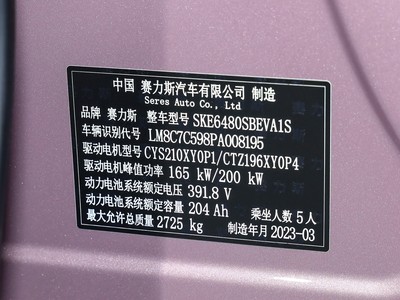 中国 赛力斯汽车有限公司 制造
Seres Auto Co., Ltd
品牌 赛力斯 整车型号 SKE6480SBEVA1S
车辆识别代号 LM8C7C598PA008195
驱动电机型号 CYS210XY0P1/CTZ196XY0P4
驱动电机峰值功率 165 kW/200 kW
动力电池系统额定电压 391.8 V
动力电池系统额定容量 204 Ah 乘坐人数 5 人
最大允许总质量 2725 kg 制造年月 2023-03